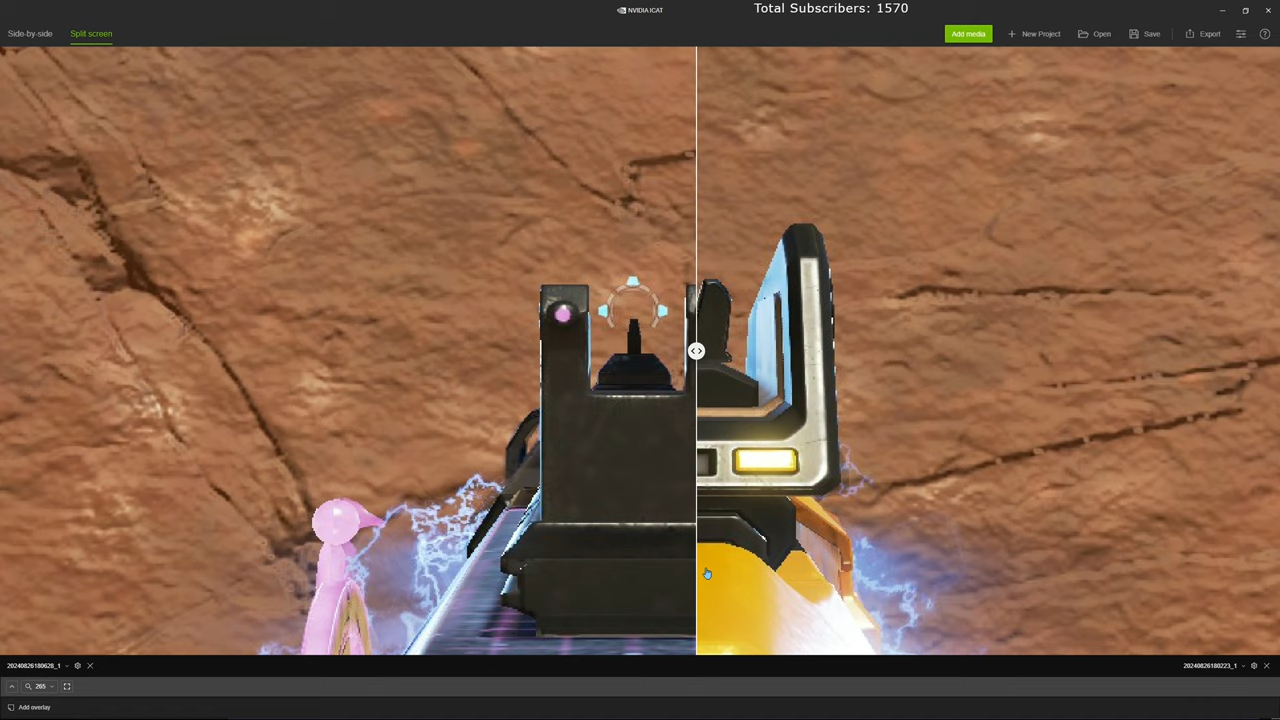 NVIDIA ICAT
Total Subscribers: 1570
Side-by-side
Split screen
Add media
New Project
Open
Save
Export
20240826180628_1
20240826180223_1
265
Add overlay